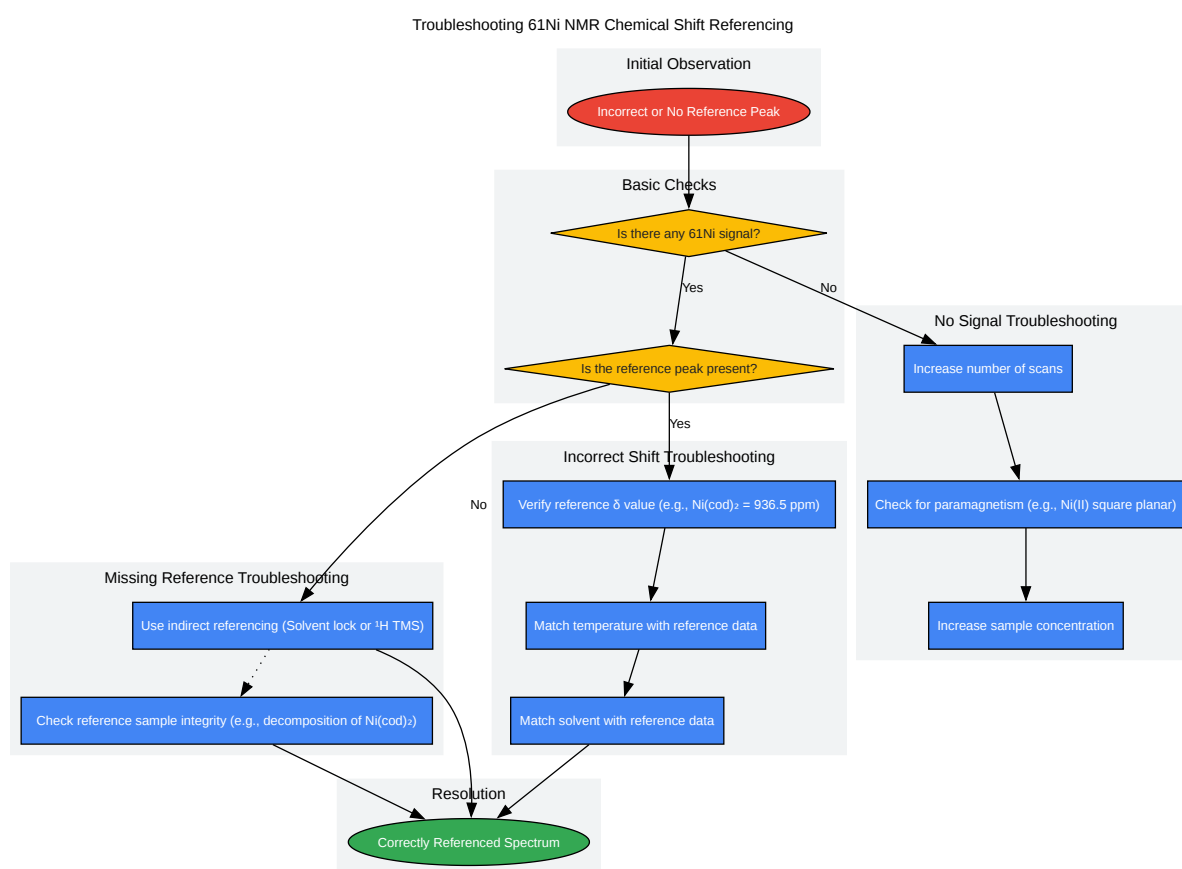 Troubleshooting 61Ni NMR Chemical Shift Referencing
Initial Observation
Incorrect or No Reference Peak
Basic Checks
Is there any 61Ni signal?
Yes
No
No Signal Troubleshooting
Increase number of scans
Is the reference peak present?
Yes
Incorrect Shift Troubleshooting
No
Verify reference δ value (e.g., Ni(cod)₂ = 936.5 ppm)
Check for paramagnetism (e.g., Ni(II) square planar)
Missing Reference Troubleshooting
Use indirect referencing (Solvent lock or ¹H TMS)
Match temperature with reference data
Increase sample concentration
Check reference sample integrity (e.g., decomposition of Ni(cod)₂)
Match solvent with reference data
Resolution
Correctly Referenced Spectrum